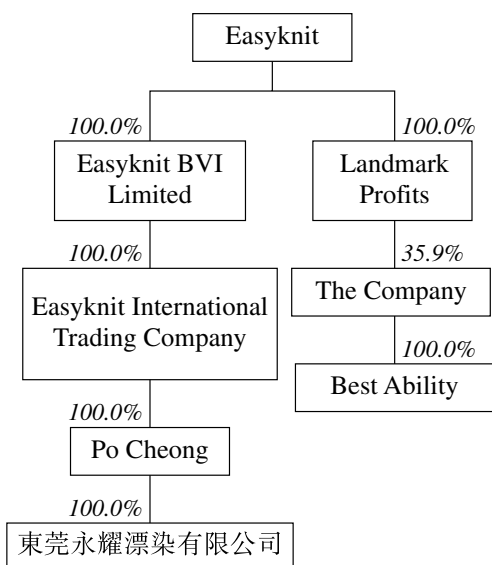 Easyknit
100.0%
100.0%
Easyknit BVI
Limited
Landmark
Profits
100.0%
35.9%
Easyknit International
Trading Company
The Company
100.0%
Best Ability
100.0%
Po Cheong
100.0%
東莞永耀漂染有限公司